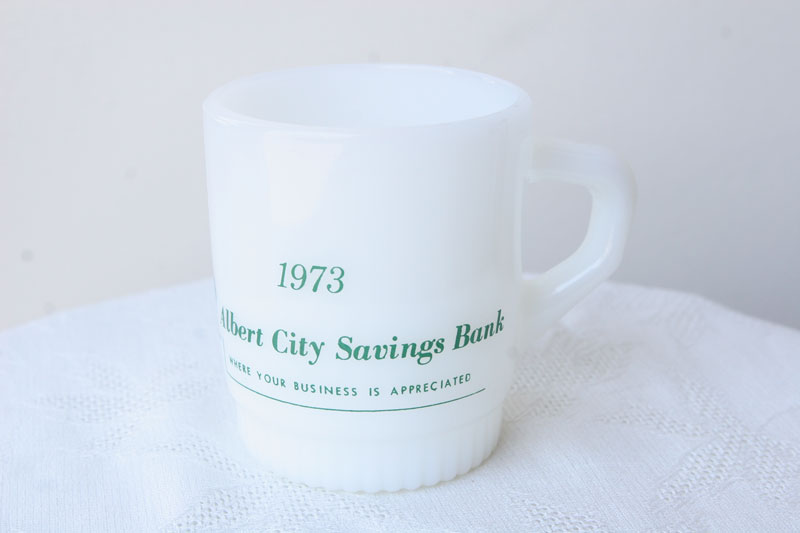 1973
Albert City Savings Bank
WHERE YOUR BUSINESS IS APPRECIATED